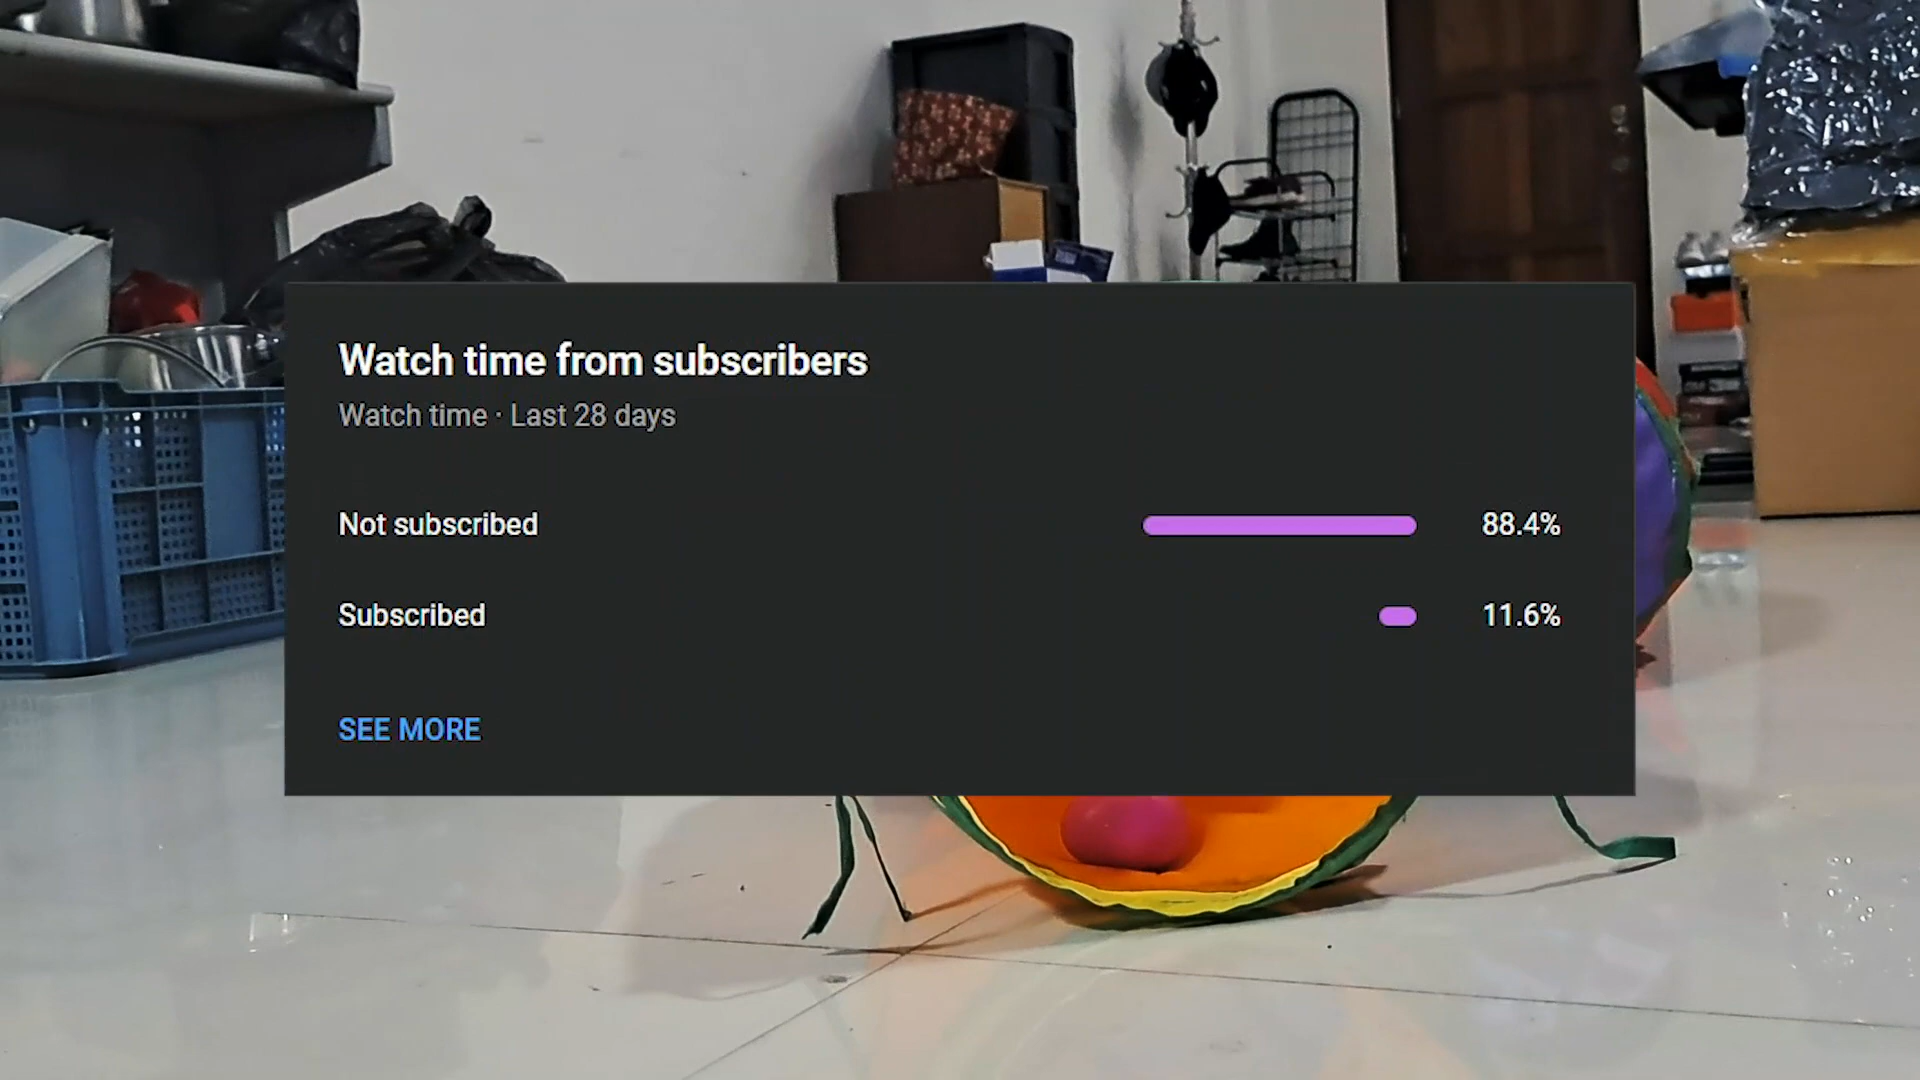 Watch time from subscribers
Watch time · Last 28 days
Not subscribed 88.4%
Subscribed 11.6%
SEE MORE